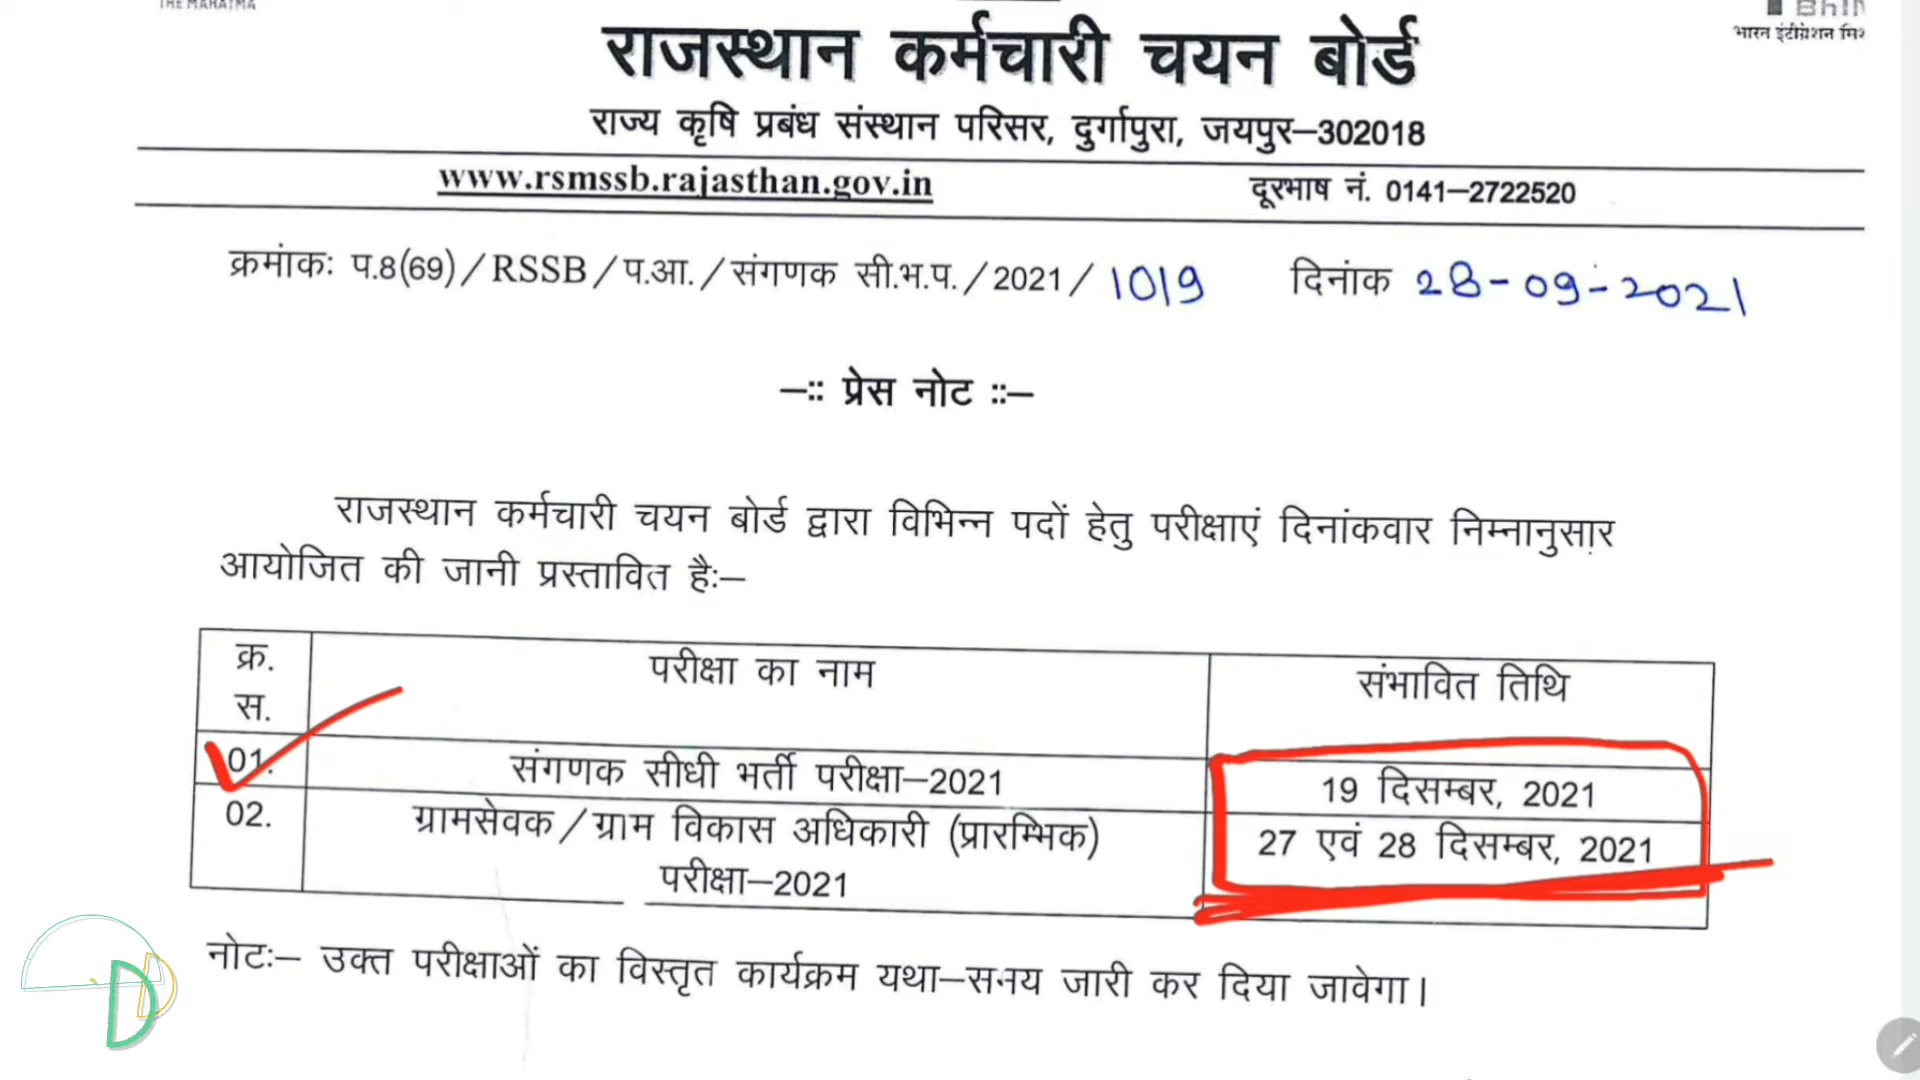 THE MAHATMA
BHIM
राजस्थान कर्मचारी चयन बोर्ड
राज्य कृषि प्रबंध संस्थान परिसर, दुर्गापुरा, जयपुर–302018
www.rsmssb.rajasthan.gov.in दूरभाष नं. 0141–2722520
क्रमांकः प.8(69)/RSSB/प.आ./संगणक सी.भ.प./2021/1019 दिनांक 28-09-2021
–:: प्रेस नोट ::–
राजस्थान कर्मचारी चयन बोर्ड द्वारा विभिन्न पदों हेतु परीक्षाएं दिनांकवार निम्नानुसार
आयोजित की जानी प्रस्तावित हैः–
क्र. स. परीक्षा का नाम संभावित तिथि
01. संगणक सीधी भर्ती परीक्षा–2021 19 दिसम्बर, 2021
02. ग्रामसेवक/ग्राम विकास अधिकारी (प्रारम्भिक) 27 एवं 28 दिसम्बर, 2021
परीक्षा–2021
नोटः– उक्त परीक्षाओं का विस्तृत कार्यक्रम यथा–समय जारी कर दिया जावेगा।